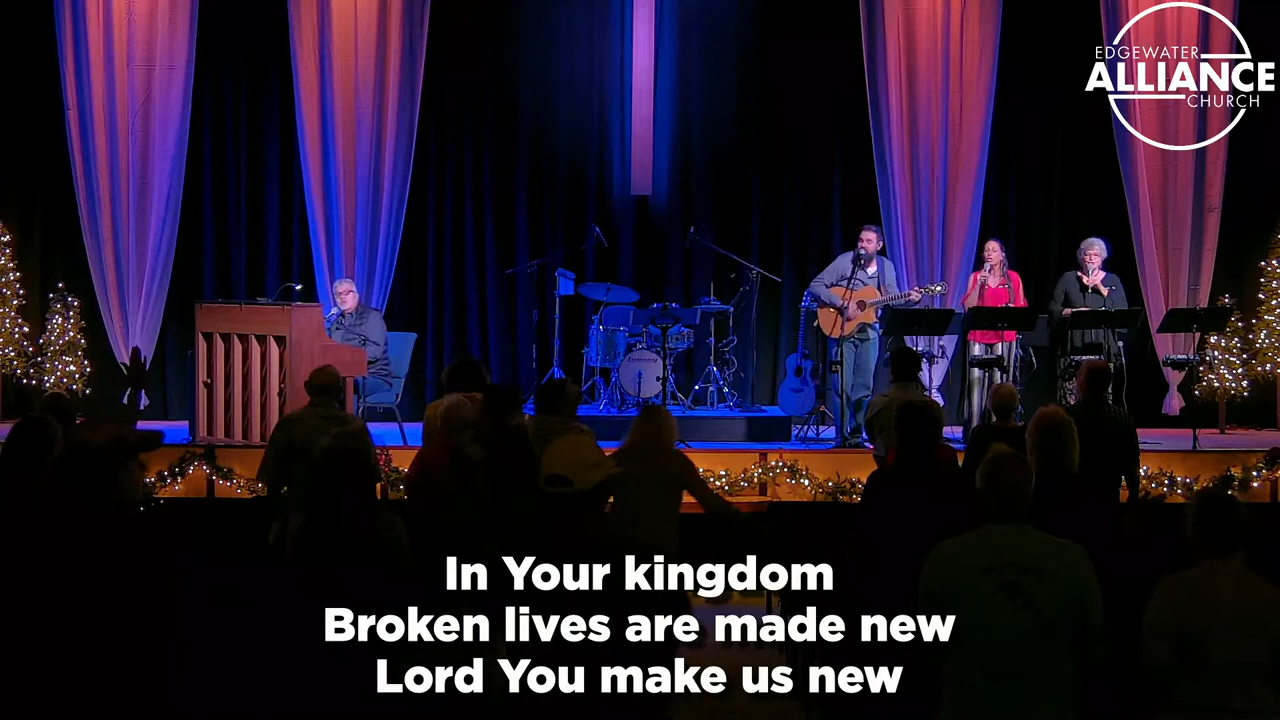 EDGEWATER
ALLIANCE
CHURCH
In Your kingdom
Broken lives are made new
Lord You make us new